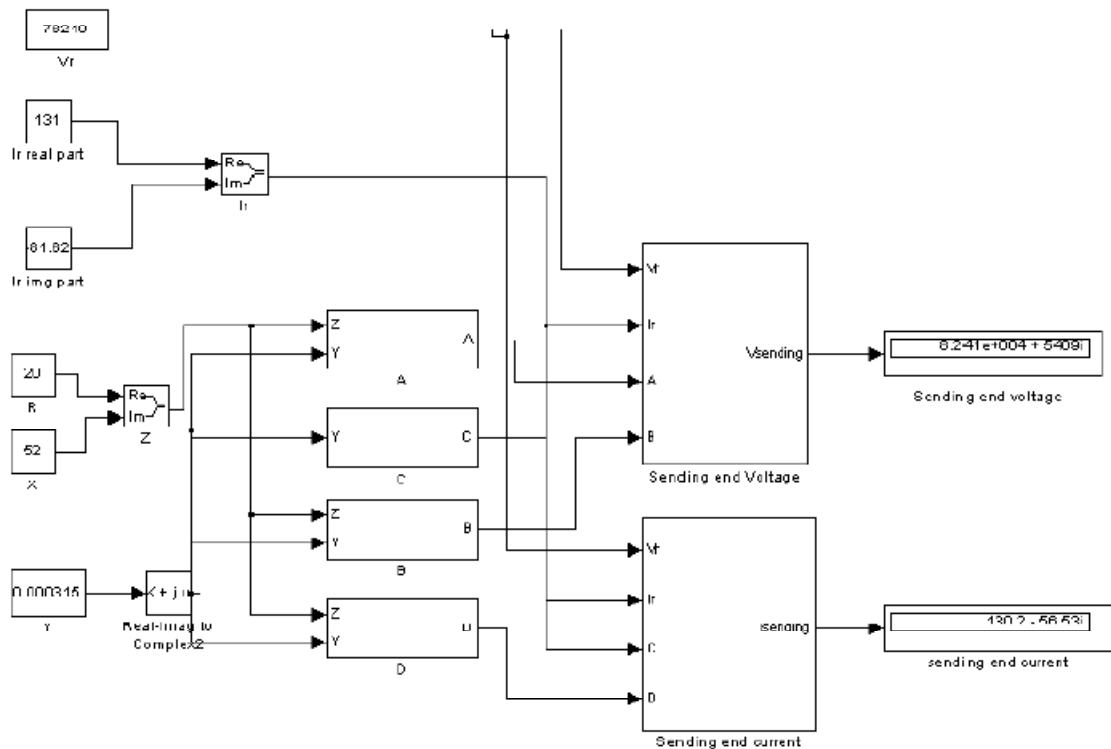 78210
Vr
131
Ir real part
Re
Im
Ir
-81.82
Ir img part
20
R
52
X
Re
Im
Z
0.000315
Y
Real-Imag to
Complex2
Z
Y
A
A
Y
C
C
Z
Y
B
B
Z
Y
D
D
Vr
Ir
A
B
Vsending
Sending end Voltage
8.241e+004 + 5409i
Sending end voltage
Vr
Ir
C
D
Isending
Sending end current
130.2 - 56.53i
sending end current